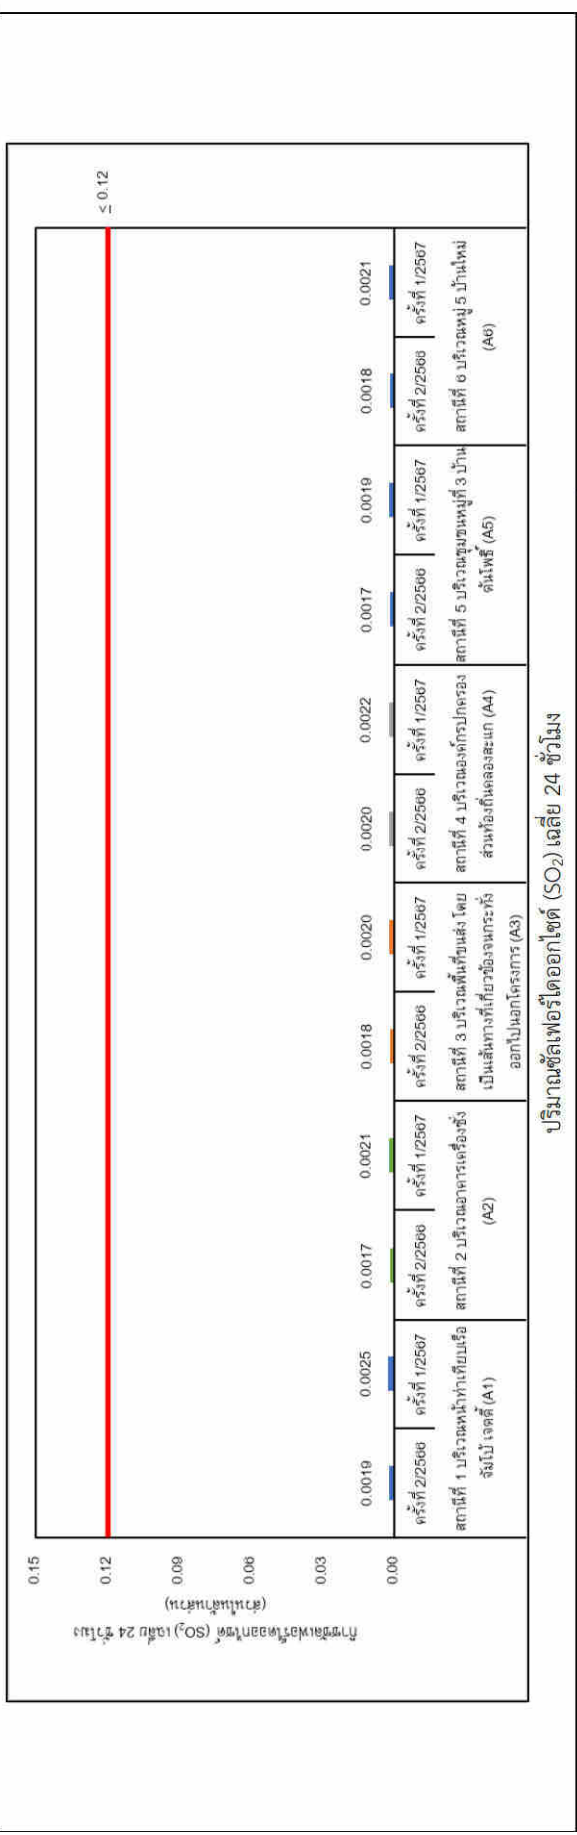 ก๊าซซัลเฟอร์ไดออกไซด์ (SO₂) เฉลี่ย 24 ชั่วโมง
(ส่วนในล้านส่วน)
0.15
0.12
0.09
0.06
0.03
0.00
≤ 0.12
0.0019
0.0025
0.0017
0.0021
0.0018
0.0020
0.0020
0.0022
0.0017
0.0019
0.0018
0.0021
ครั้งที่ 2/2566
ครั้งที่ 1/2567
ครั้งที่ 2/2566
ครั้งที่ 1/2567
ครั้งที่ 2/2566
ครั้งที่ 1/2567
ครั้งที่ 2/2566
ครั้งที่ 1/2567
ครั้งที่ 2/2566
ครั้งที่ 1/2567
ครั้งที่ 2/2566
ครั้งที่ 1/2567
สถานีที่ 1 บริเวณหน้าท่าเทียบเรือ
จัมโบ้ เจตตี้ (A1)
สถานีที่ 2 บริเวณอาคารเครื่องชั่ง
(A2)
สถานีที่ 3 บริเวณพื้นที่ขนส่ง โดย
เป็นเส้นทางที่เกี่ยวข้องจนกระทั่ง
ออกไปนอกโครงการ (A3)
สถานีที่ 4 บริเวณองค์กรปกครอง
ส่วนท้องถิ่นคลองสะแก (A4)
สถานีที่ 5 บริเวณชุมชนหมู่ที่ 3 บ้าน
ต้นโพธิ์ (A5)
สถานีที่ 6 บริเวณหมู่ 5 บ้านใหม่
(A6)
ปริมาณซัลเฟอร์ไดออกไซด์ (SO₂) เฉลี่ย 24 ชั่วโมง